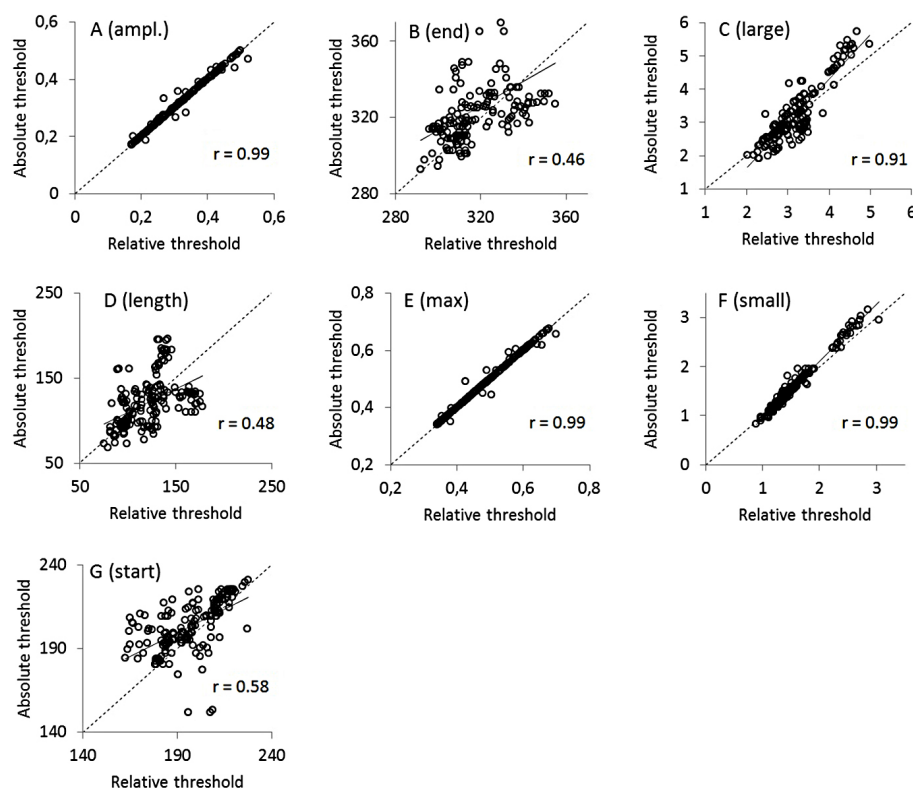 A (ampl.)
Absolute threshold
0,6
0,4
0,2
0
r = 0.99
0 0,2 0,4 0,6
Relative threshold
B (end)
Absolute threshold
360
320
280
r = 0.46
280 320 360
Relative threshold
C (large)
Absolute threshold
6
5
4
3
2
1
r = 0.91
1 2 3 4 5 6
Relative threshold
D (length)
Absolute threshold
250
150
50
r = 0.48
50 150 250
Relative threshold
E (max)
Absolute threshold
0,8
0,6
0,4
0,2
r = 0.99
0,2 0,4 0,6 0,8
Relative threshold
F (small)
Absolute threshold
3
2
1
0
r = 0.99
0 1 2 3
Relative threshold
G (start)
Absolute threshold
240
190
140
r = 0.58
140 190 240
Relative threshold